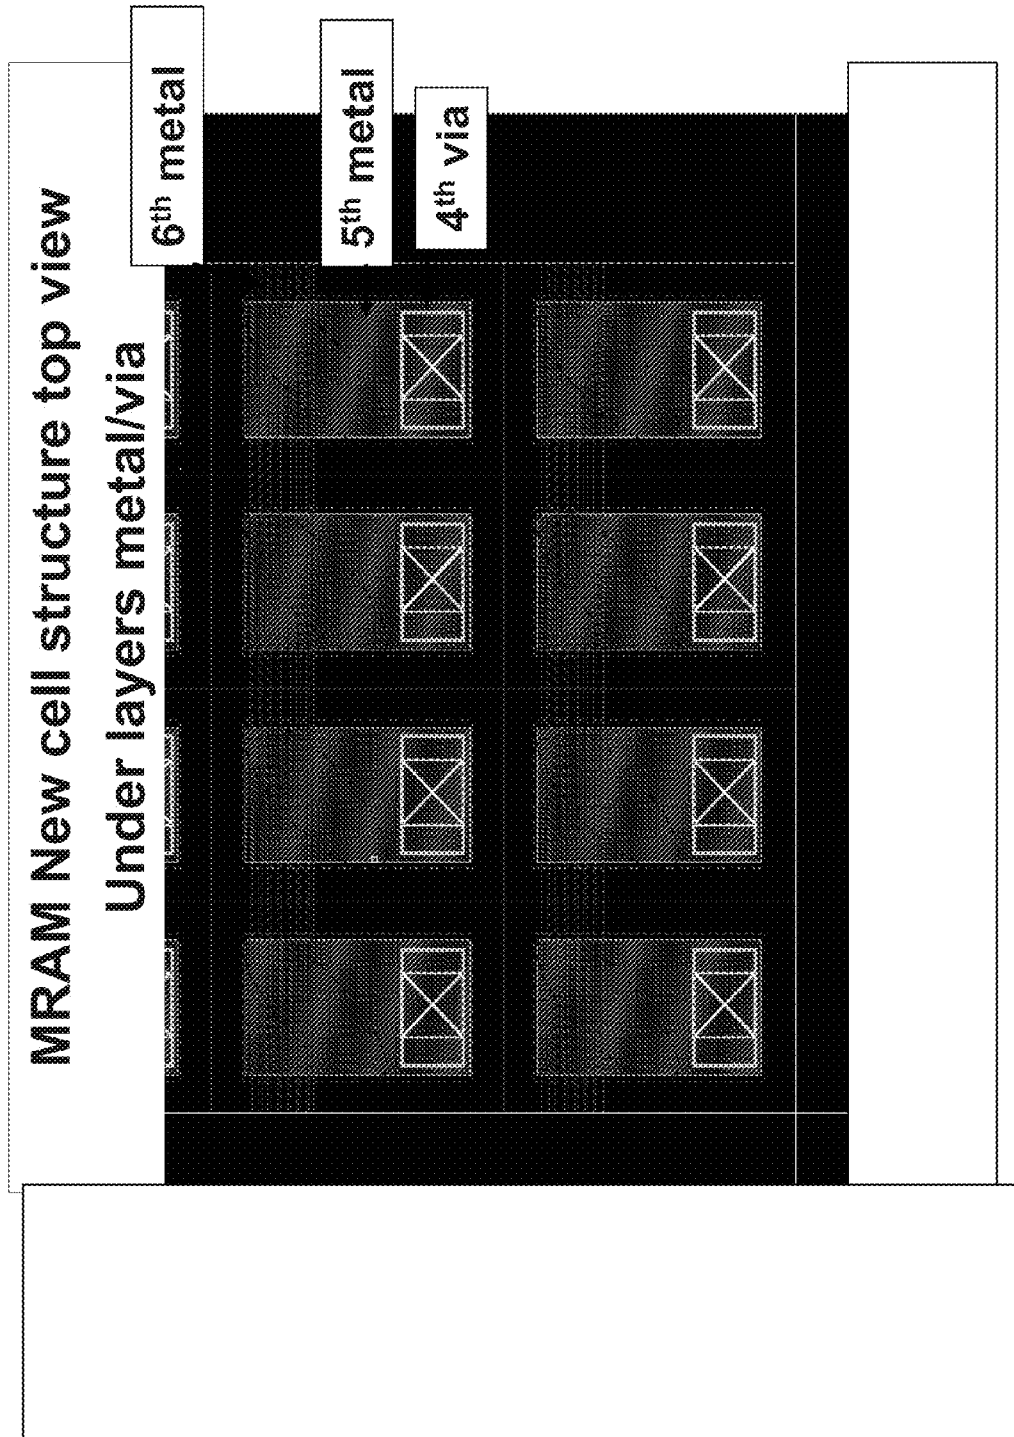 MRAM New cell structure top view
Under layers metal/via
6th metal
5th metal
4th via